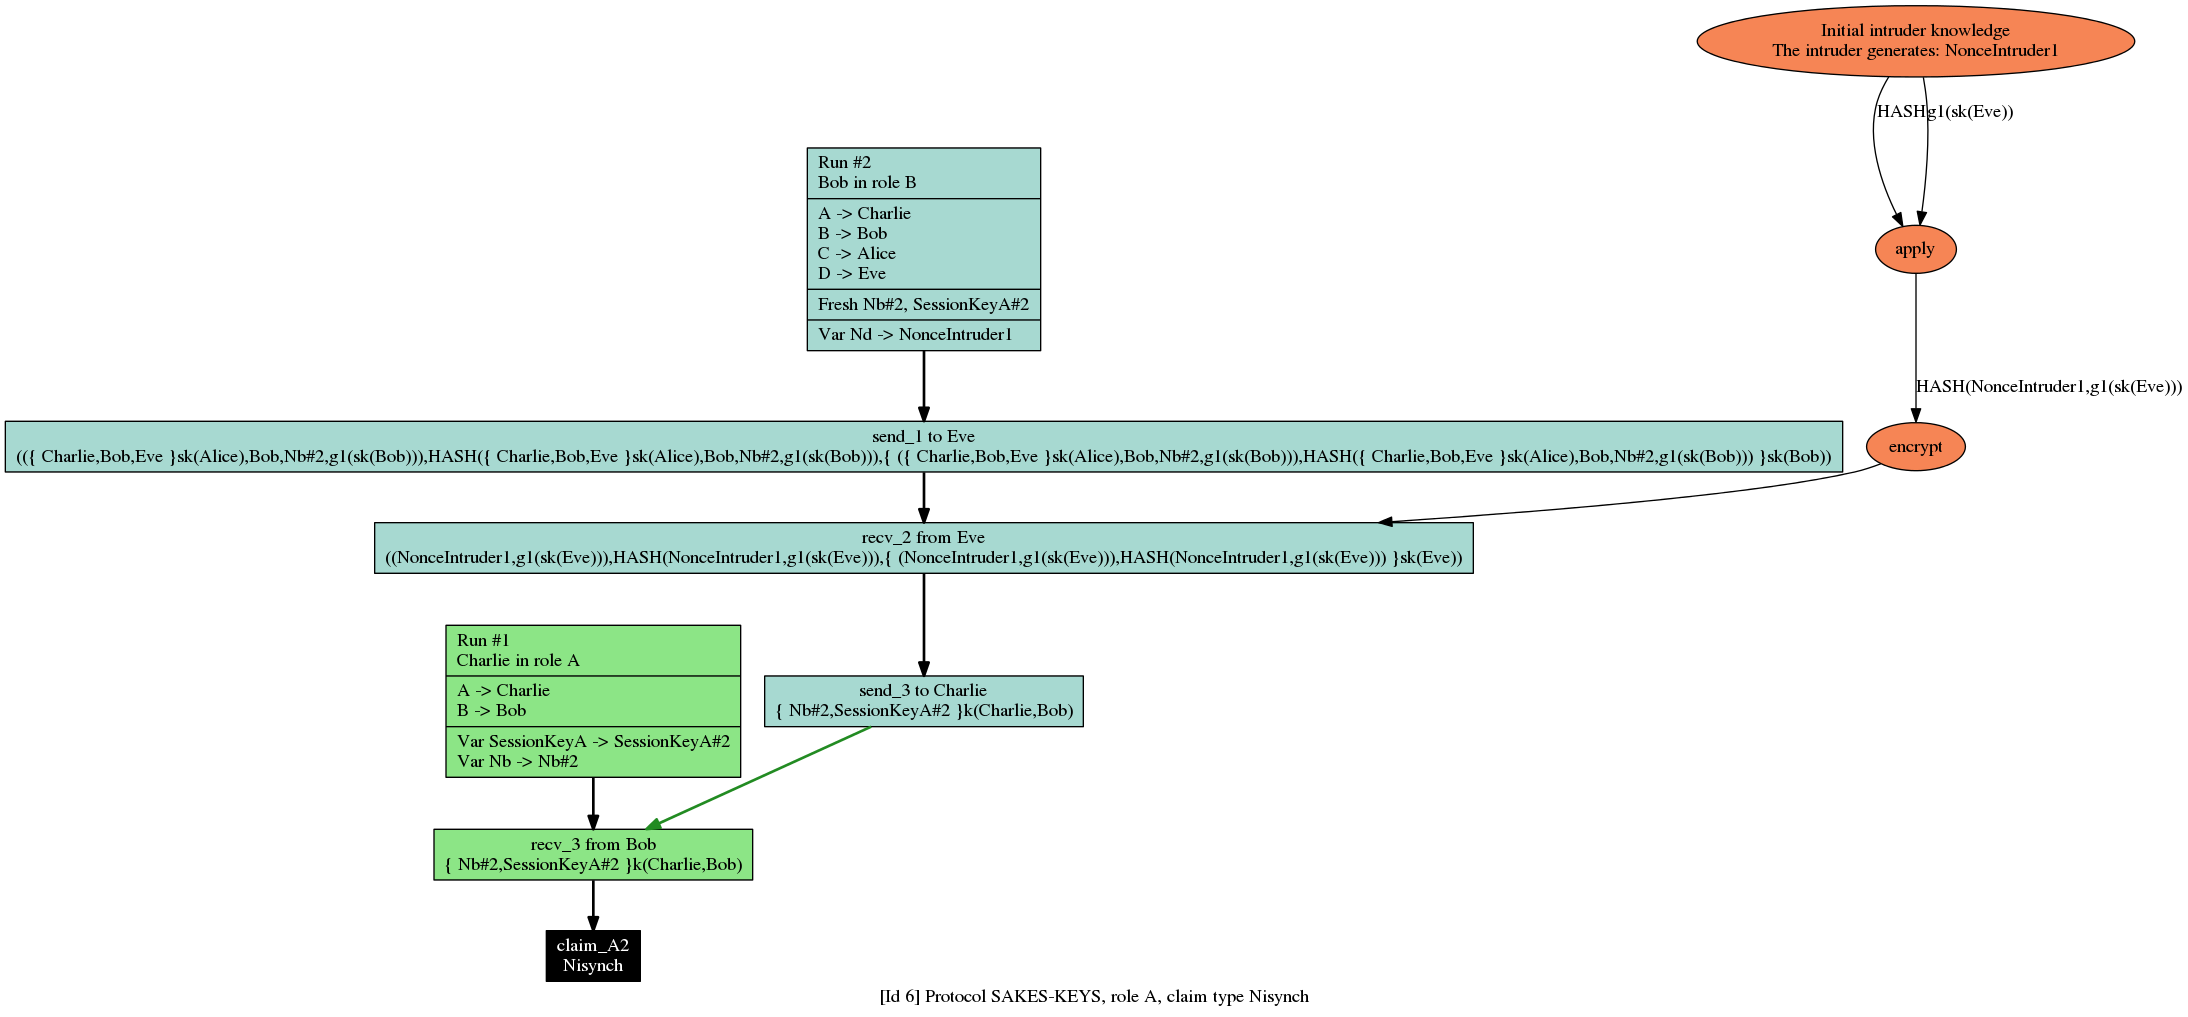 Initial intruder knowledge
The intruder generates: NonceIntruder1
HASH
g1(sk(Eve))
Run #2
Bob in role B
A -> Charlie
B -> Bob
C -> Alice
D -> Eve
Fresh Nb#2, SessionKeyA#2
Var Nd -> NonceIntruder1
apply
HASH(NonceIntruder1,g1(sk(Eve)))
send_1 to Eve
(({ Charlie,Bob,Eve }sk(Alice),Bob,Nb#2,g1(sk(Bob))),HASH({ Charlie,Bob,Eve }sk(Alice),Bob,Nb#2,g1(sk(Bob))),{ ({ Charlie,Bob,Eve }sk(Alice),Bob,Nb#2,g1(sk(Bob))),HASH({ Charlie,Bob,Eve }sk(Alice),Bob,Nb#2,g1(sk(Bob))) }sk(Bob))
encrypt
recv_2 from Eve
((NonceIntruder1,g1(sk(Eve))),HASH(NonceIntruder1,g1(sk(Eve))),{ (NonceIntruder1,g1(sk(Eve))),HASH(NonceIntruder1,g1(sk(Eve))) }sk(Eve))
Run #1
Charlie in role A
A -> Charlie
B -> Bob
Var SessionKeyA -> SessionKeyA#2
Var Nb -> Nb#2
send_3 to Charlie
{ Nb#2,SessionKeyA#2 }k(Charlie,Bob)
recv_3 from Bob
{ Nb#2,SessionKeyA#2 }k(Charlie,Bob)
claim_A2
Nisynch
[Id 6] Protocol SAKES-KEYS, role A, claim type Nisynch